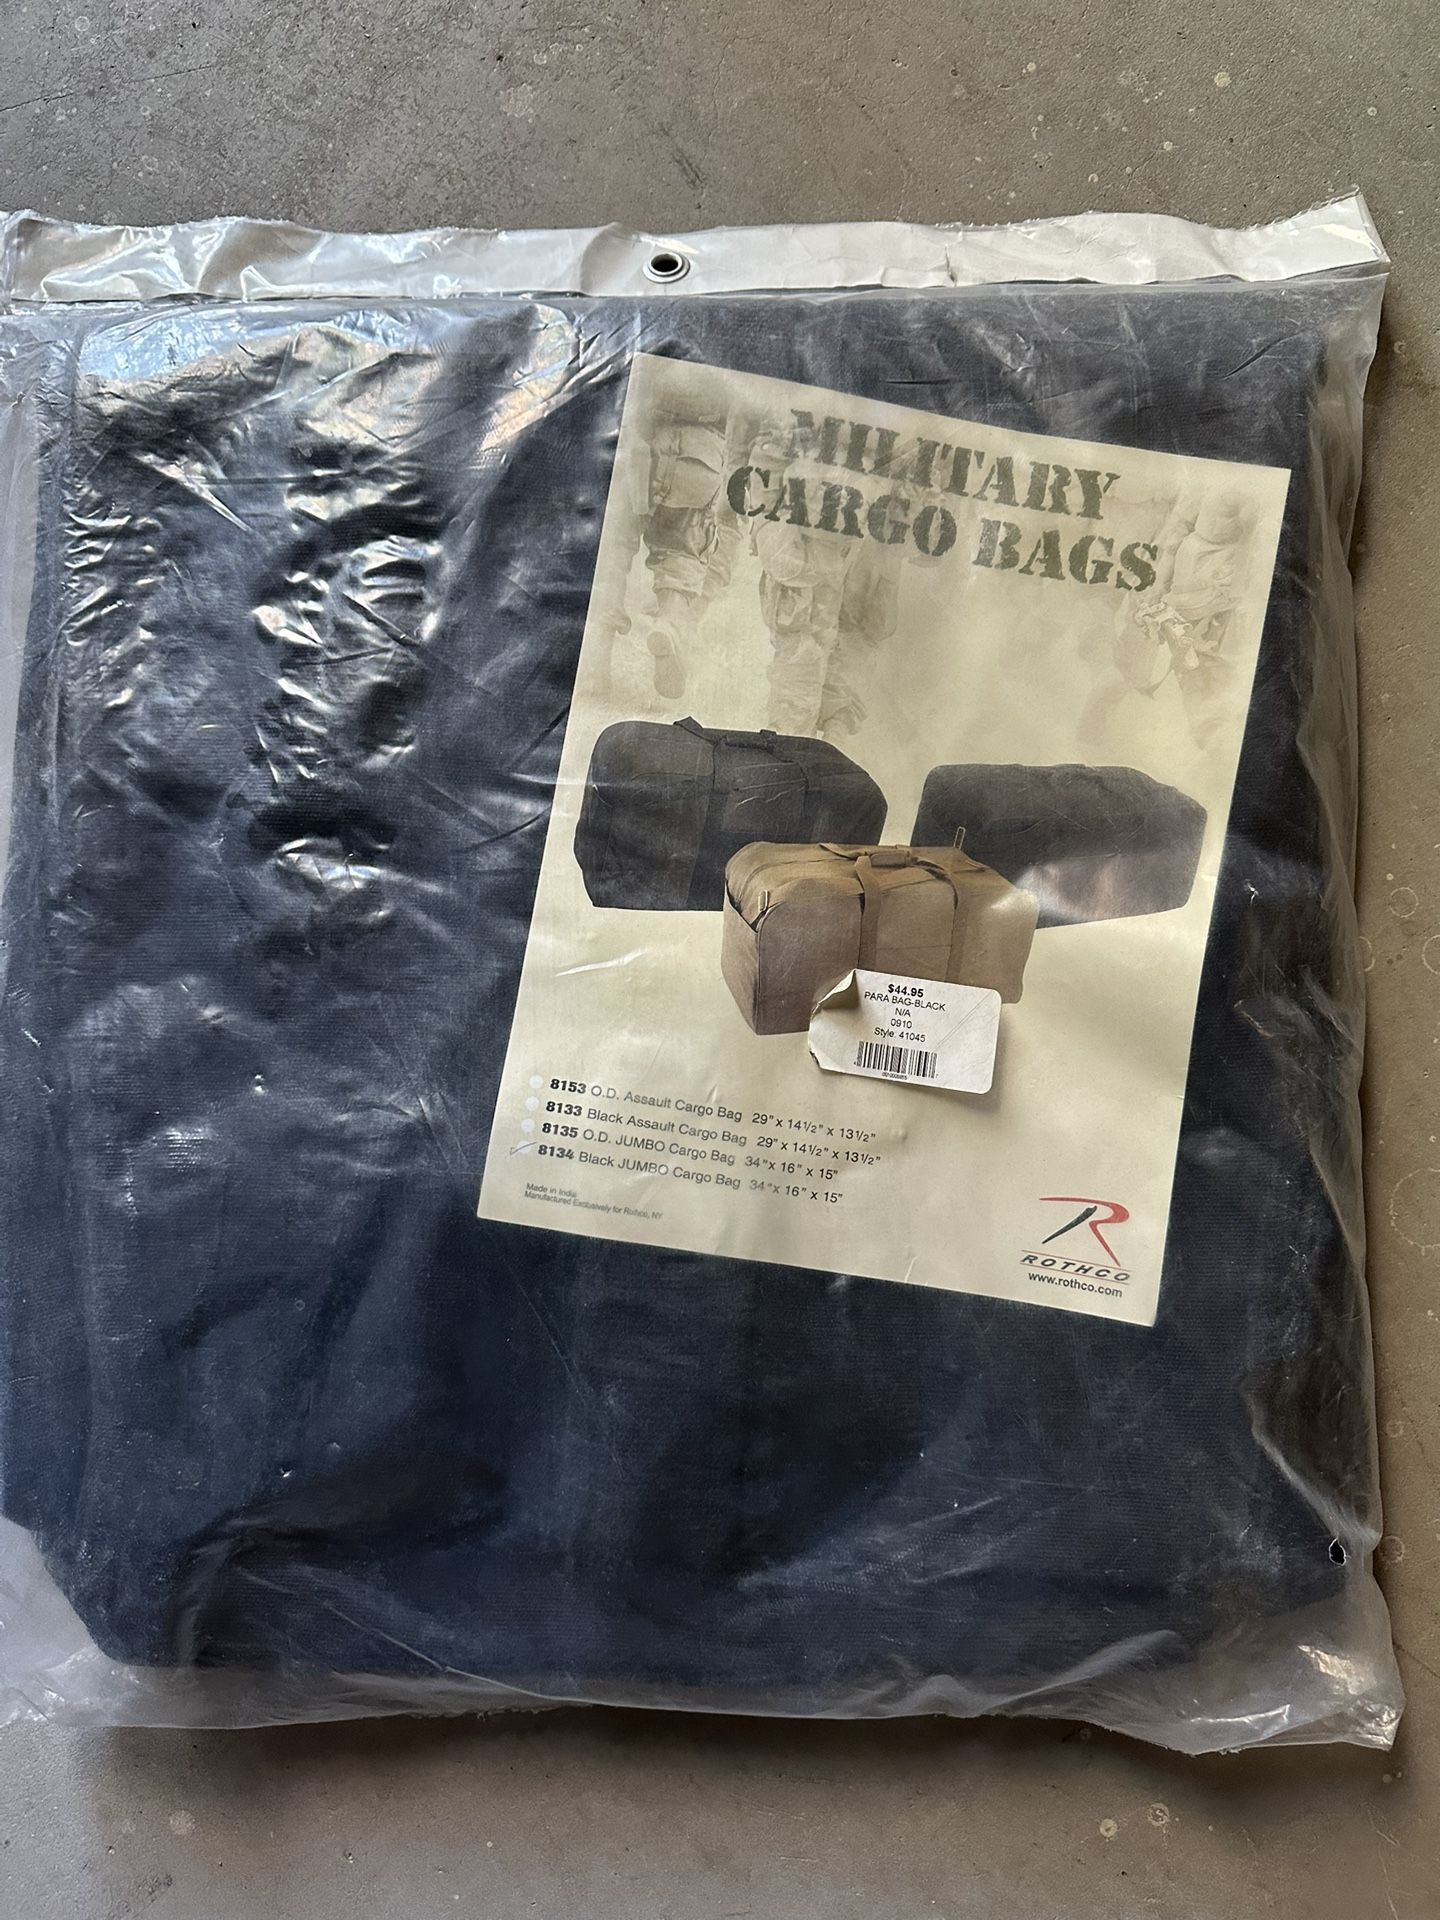 MILITARY
CARGO BAGS
$44.95
PARA BAG-BLACK
N/A
0910
Style: 41045
8153 O.D. Assault Cargo Bag 29" x 14½" x 13½"
8133 Black Assault Cargo Bag 29" x 14½" x 13½"
8135 O.D. JUMBO Cargo Bag 34" x 16" x 15"
8134 Black JUMBO Cargo Bag 34" x 16" x 15"
Made in India
Manufactured Exclusively for Rothco, NY
R
ROTHCO
www.rothco.com